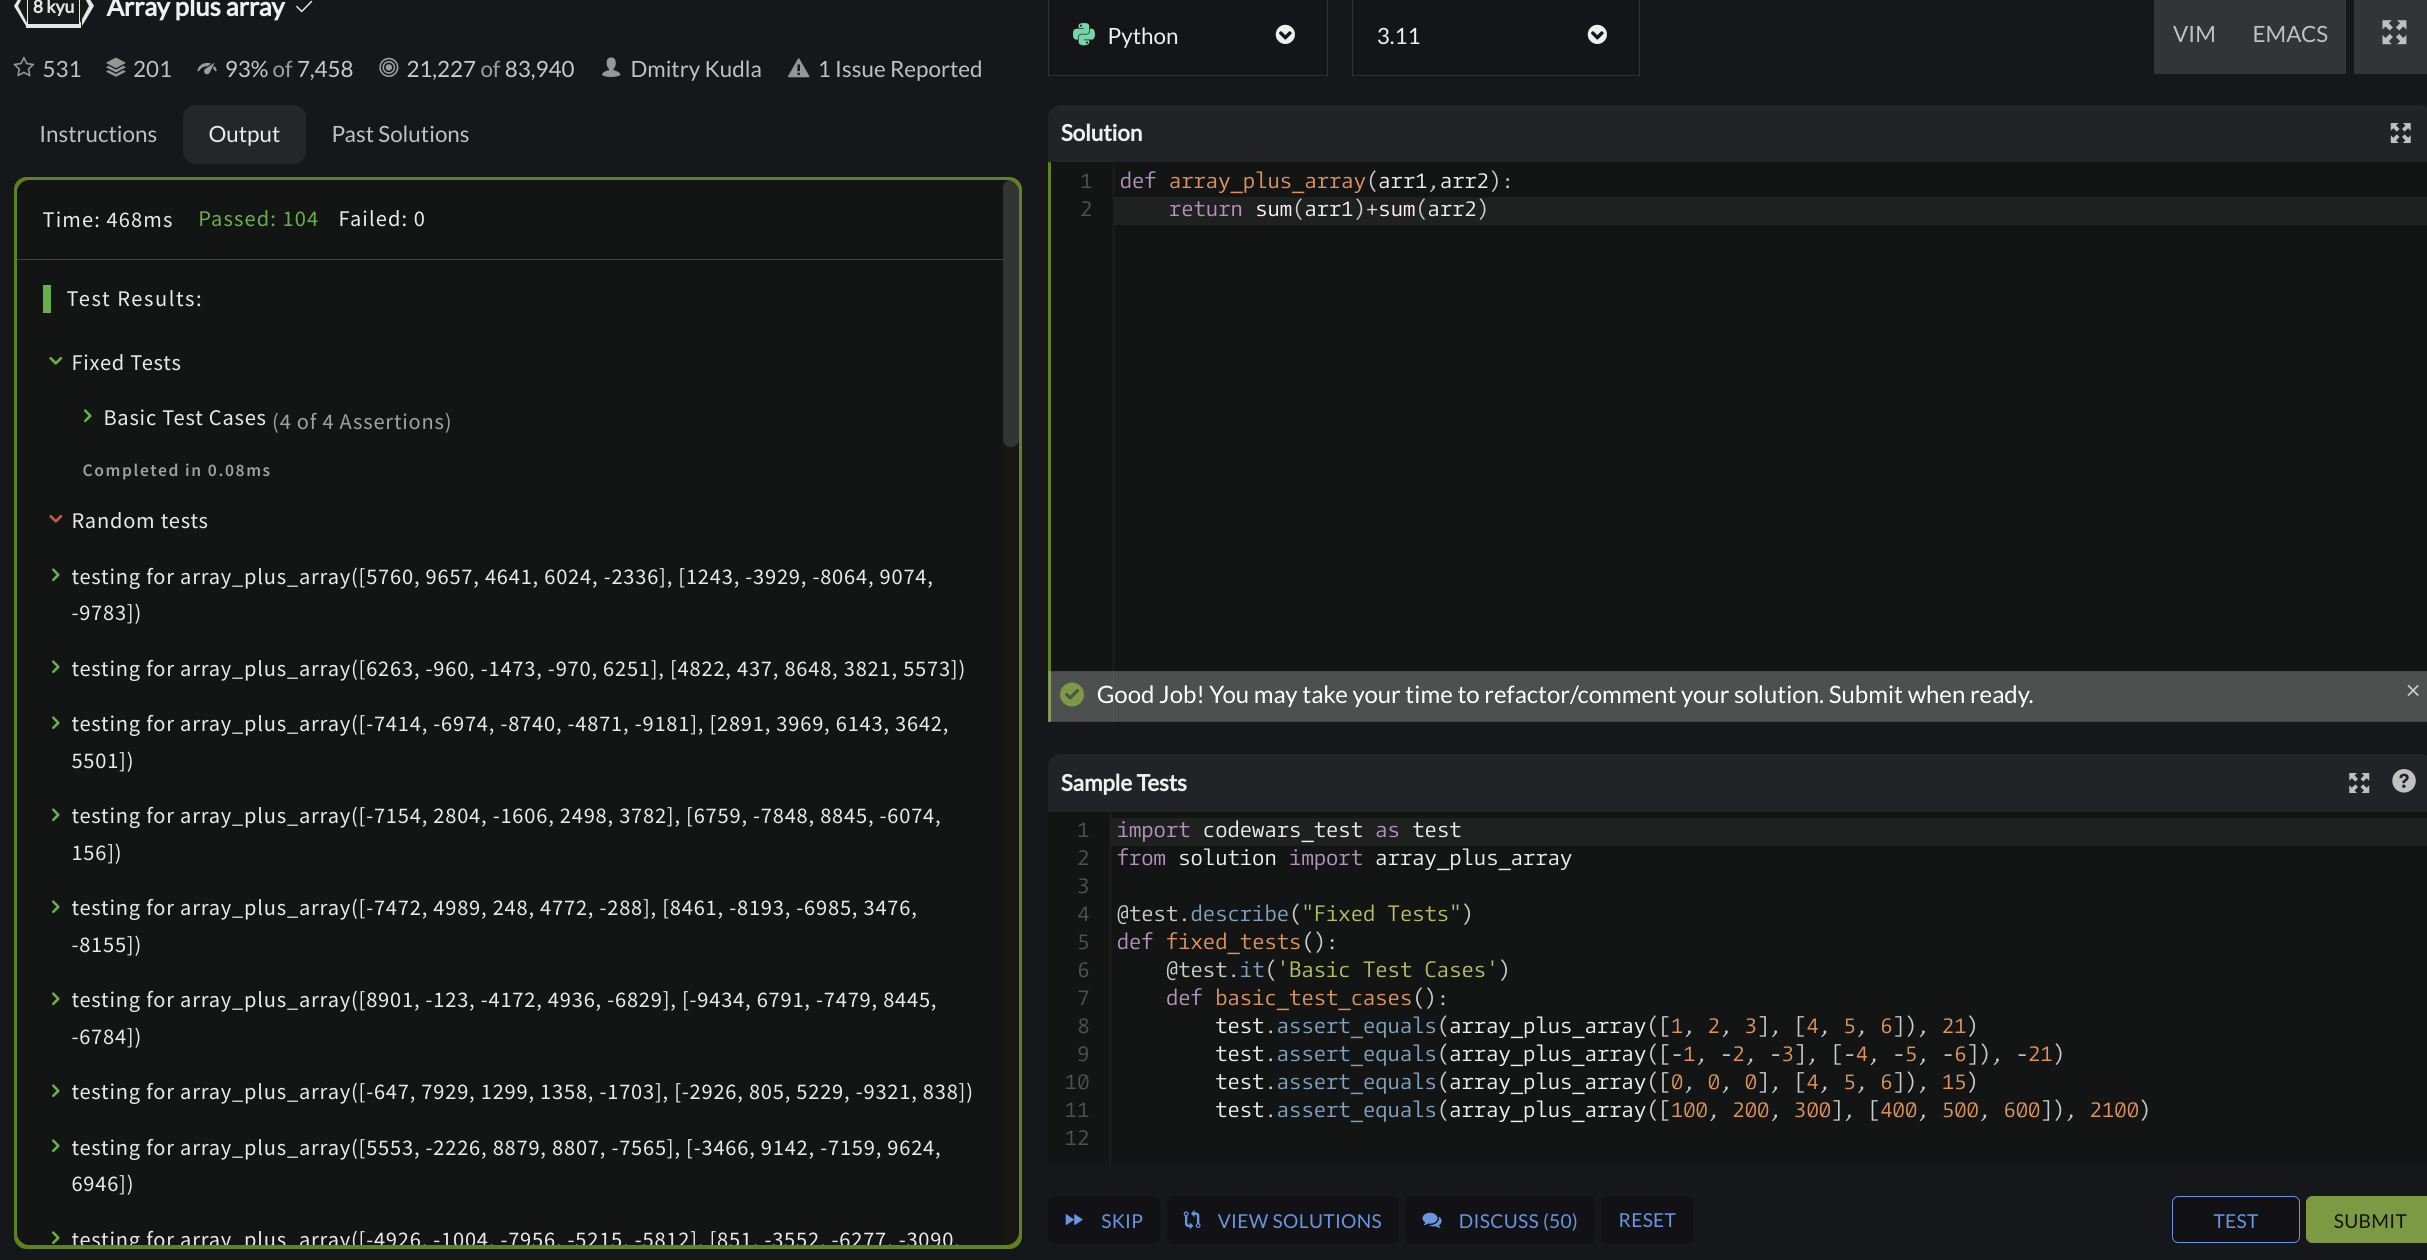 8 kyu Array plus array
531 201 93% of 7,458 21,227 of 83,940 Dmitry Kudla 1 Issue Reported
Instructions Output Past Solutions
Time: 468ms Passed: 104 Failed: 0
Test Results:
Fixed Tests
Basic Test Cases (4 of 4 Assertions)
Completed in 0.08ms
Random tests
testing for array_plus_array([5760, 9657, 4641, 6024, -2336], [1243, -3929, -8064, 9074,
-9783])
testing for array_plus_array([6263, -960, -1473, -970, 6251], [4822, 437, 8648, 3821, 5573])
testing for array_plus_array([-7414, -6974, -8740, -4871, -9181], [2891, 3969, 6143, 3642,
5501])
testing for array_plus_array([-7154, 2804, -1606, 2498, 3782], [6759, -7848, 8845, -6074,
156])
testing for array_plus_array([-7472, 4989, 248, 4772, -288], [8461, -8193, -6985, 3476,
-8155])
testing for array_plus_array([8901, -123, -4172, 4936, -6829], [-9434, 6791, -7479, 8445,
-6784])
testing for array_plus_array([-647, 7929, 1299, 1358, -1703], [-2926, 805, 5229, -9321, 838])
testing for array_plus_array([5553, -2226, 8879, 8807, -7565], [-3466, 9142, -7159, 9624,
6946])
testing for array_plus_array([-4926, -1004, -7956, -5215, -5812], [851, -3552, -6277, -3090,
Python 3.11 VIM EMACS
Solution
1 def array_plus_array(arr1,arr2):
2     return sum(arr1)+sum(arr2)
Good Job! You may take your time to refactor/comment your solution. Submit when ready.
Sample Tests
1 import codewars_test as test
2 from solution import array_plus_array
3
4 @test.describe("Fixed Tests")
5 def fixed_tests():
6     @test.it('Basic Test Cases')
7     def basic_test_cases():
8         test.assert_equals(array_plus_array([1, 2, 3], [4, 5, 6]), 21)
9         test.assert_equals(array_plus_array([-1, -2, -3], [-4, -5, -6]), -21)
10         test.assert_equals(array_plus_array([0, 0, 0], [4, 5, 6]), 15)
11         test.assert_equals(array_plus_array([100, 200, 300], [400, 500, 600]), 2100)
12
SKIP VIEW SOLUTIONS DISCUSS (50) RESET TEST SUBMIT